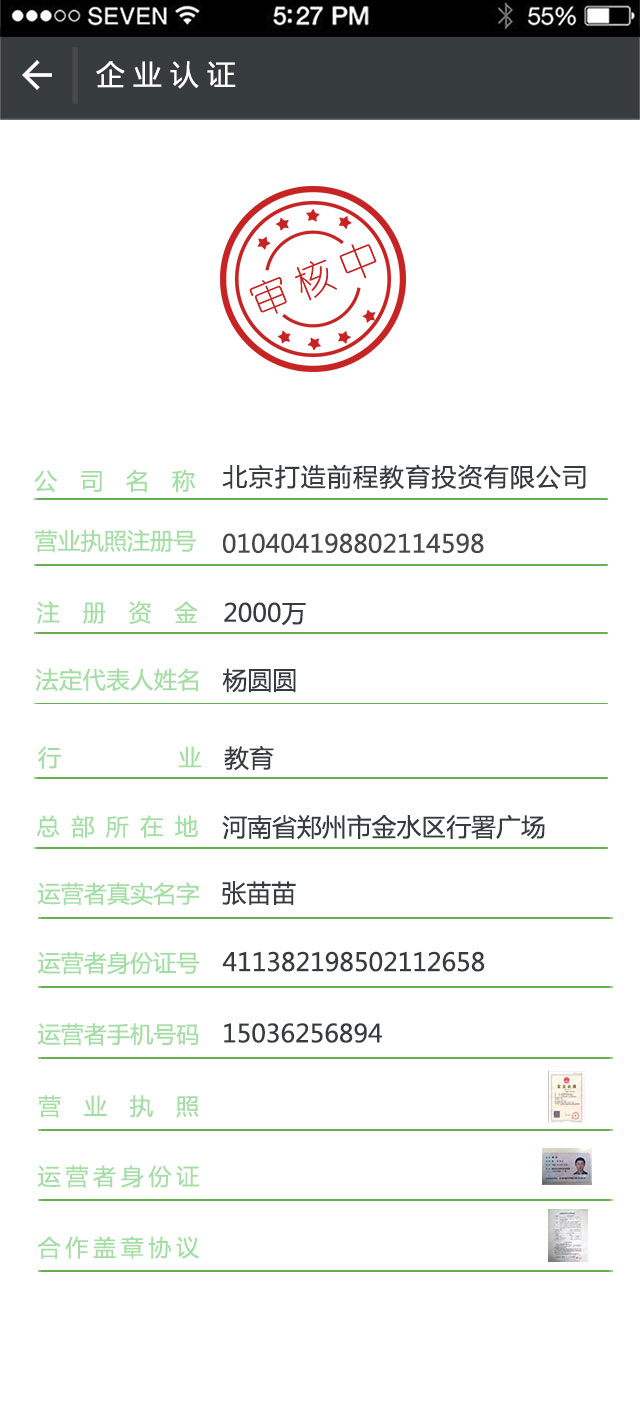 SEVEN 5:27 PM 55%
企业认证
审核中
公司名称 北京打造前程教育投资有限公司
营业执照注册号 010404198802114598
注册资金 2000万
法定代表人姓名 杨圆圆
行业 教育
总部所在地 河南省郑州市金水区行署广场
运营者真实名字 张苗苗
运营者身份证号 411382198502112658
运营者手机号码 15036256894
营业执照
运营者身份证
合作盖章协议